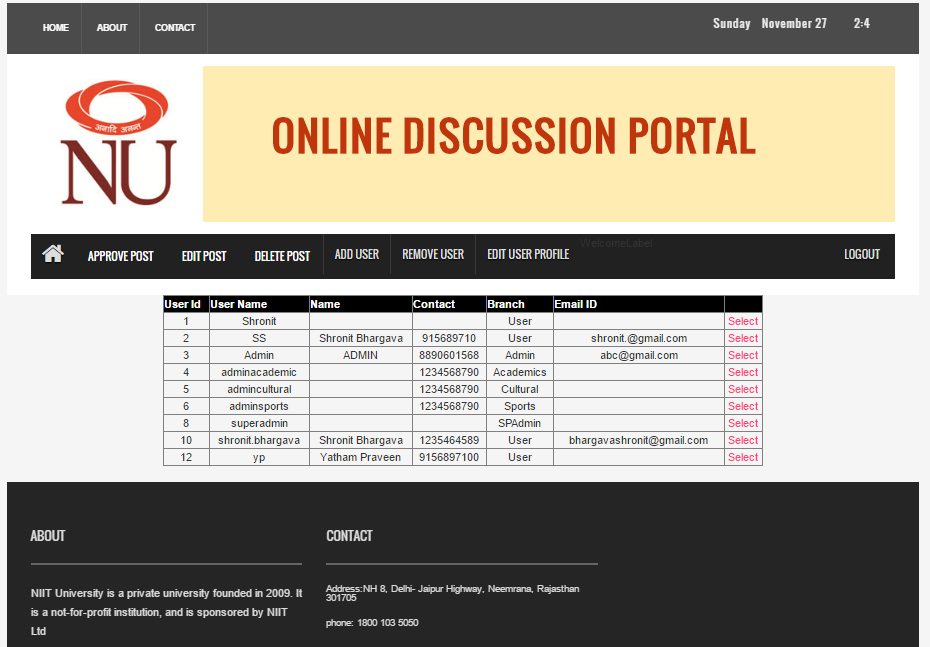 HOME ABOUT CONTACT Sunday November 27 2:4
अनादि अनन्त
NU
ONLINE DISCUSSION PORTAL
WelcomeLabel
APPROVE POST EDIT POST DELETE POST ADD USER REMOVE USER EDIT USER PROFILE LOGOUT
User Id User Name Name Contact Branch Email ID
1 Shronit User Select
2 SS Shronit Bhargava 915689710 User shronit.@gmail.com Select
3 Admin ADMIN 8890601568 Admin abc@gmail.com Select
4 adminacademic 1234568790 Academics Select
5 admincultural 1234568790 Cultural Select
6 adminsports 1234568790 Sports Select
8 superadmin SPAdmin Select
10 shronit.bhargava Shronit Bhargava 1235464589 User bhargavashronit@gmail.com Select
12 yp Yatham Praveen 9156897100 User Select
ABOUT
NIIT University is a private university founded in 2009. It
is a not-for-profit institution, and is sponsored by NIIT
Ltd
CONTACT
Address:NH 8, Delhi- Jaipur Highway, Neemrana, Rajasthan
301705
phone: 1800 103 5050